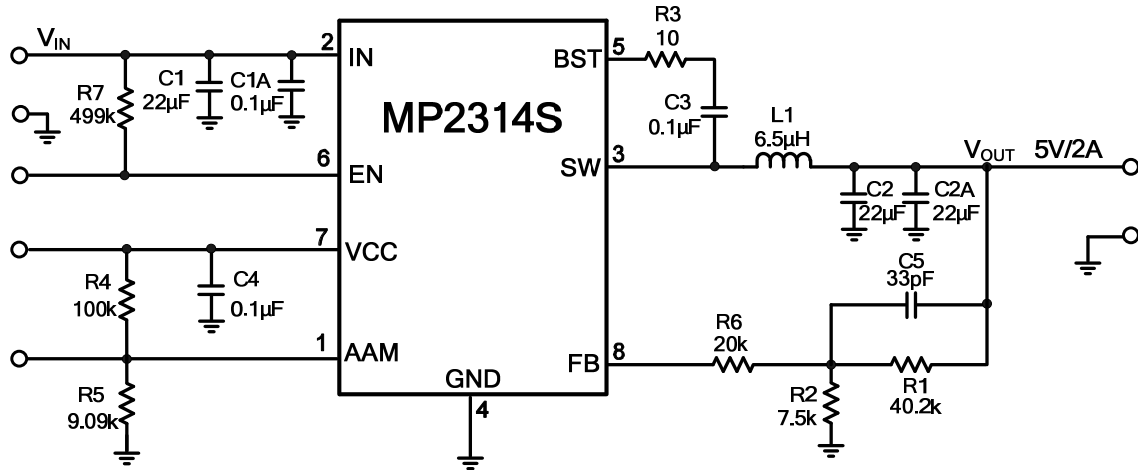 VIN
2
IN
R7
499k
C1
22µF
C1A
0.1µF
6
EN
7
VCC
R4
100k
C4
0.1µF
1
AAM
R5
9.09k
MP2314S
GND
4
BST
5
R3
10
C3
0.1µF
SW
3
L1
6.5µH
VOUT 5V/2A
C2
22µF
C2A
22µF
C5
33pF
FB
8
R6
20k
R2
7.5k
R1
40.2k